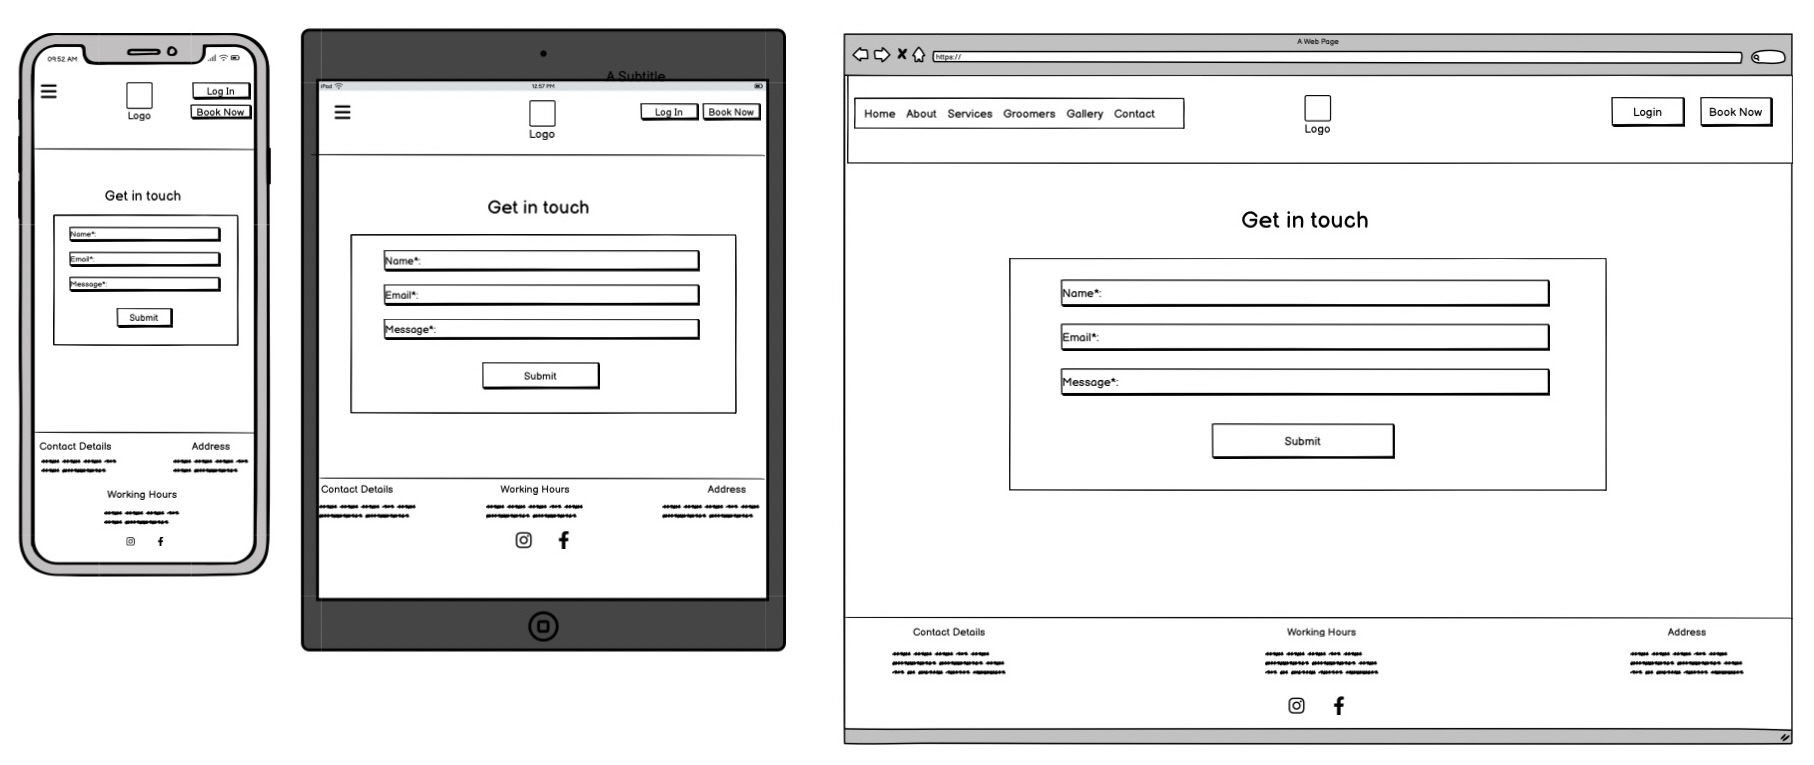 09:52 AM
Log In
Book Now
Logo
Get in touch
Name*:
Email*:
Message*:
Submit
Contact Details
Address
Working Hours
A Subtitle
iPad
12:57 PM
Log In
Book Now
Logo
Get in touch
Name*:
Email*:
Message*:
Submit
Contact Details
Working Hours
Address
A Web Page
https://
Home About Services Groomers Gallery Contact
Logo
Login
Book Now
Get in touch
Name*:
Email*:
Message*:
Submit
Contact Details
Working Hours
Address